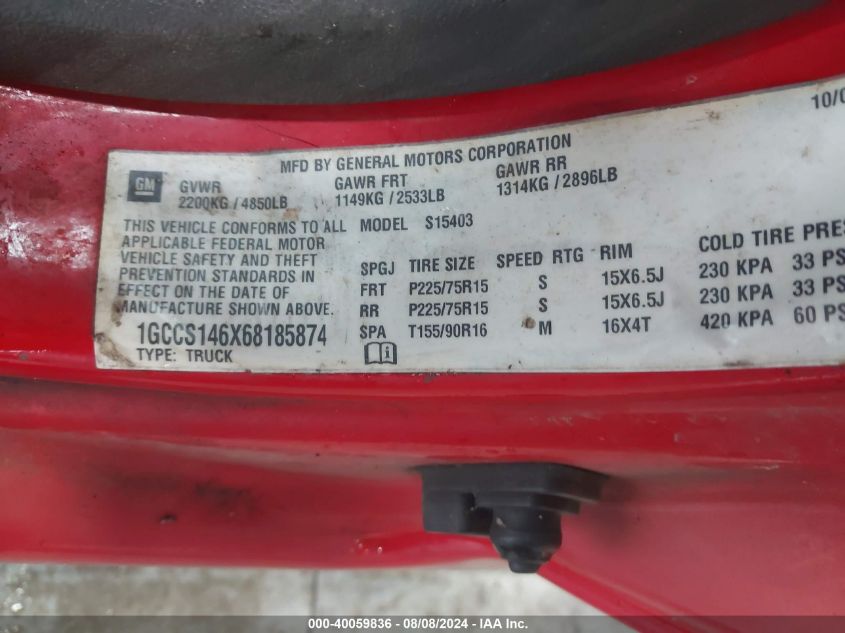 10/0
MFD BY GENERAL MOTORS CORPORATION
GM
GVWR GAWR FRT GAWR RR
2200KG / 4850LB 1149KG / 2533LB 1314KG / 2896LB
THIS VEHICLE CONFORMS TO ALL
APPLICABLE FEDERAL MOTOR
VEHICLE SAFETY AND THEFT
PREVENTION STANDARDS IN
EFFECT ON THE DATE OF
MANUFACTURE SHOWN ABOVE.
1GCCS146X68185874
TYPE: TRUCK
MODEL S15403
SPGJ TIRE SIZE SPEED RTG RIM COLD TIRE PRES
FRT P225/75R15 S 15X6.5J 230 KPA 33 PS
RR P225/75R15 S 15X6.5J 230 KPA 33 PS
SPA T155/90R16 M 16X4T 420 KPA 60 PS
000-40059836 - 08/08/2024 - IAA Inc.